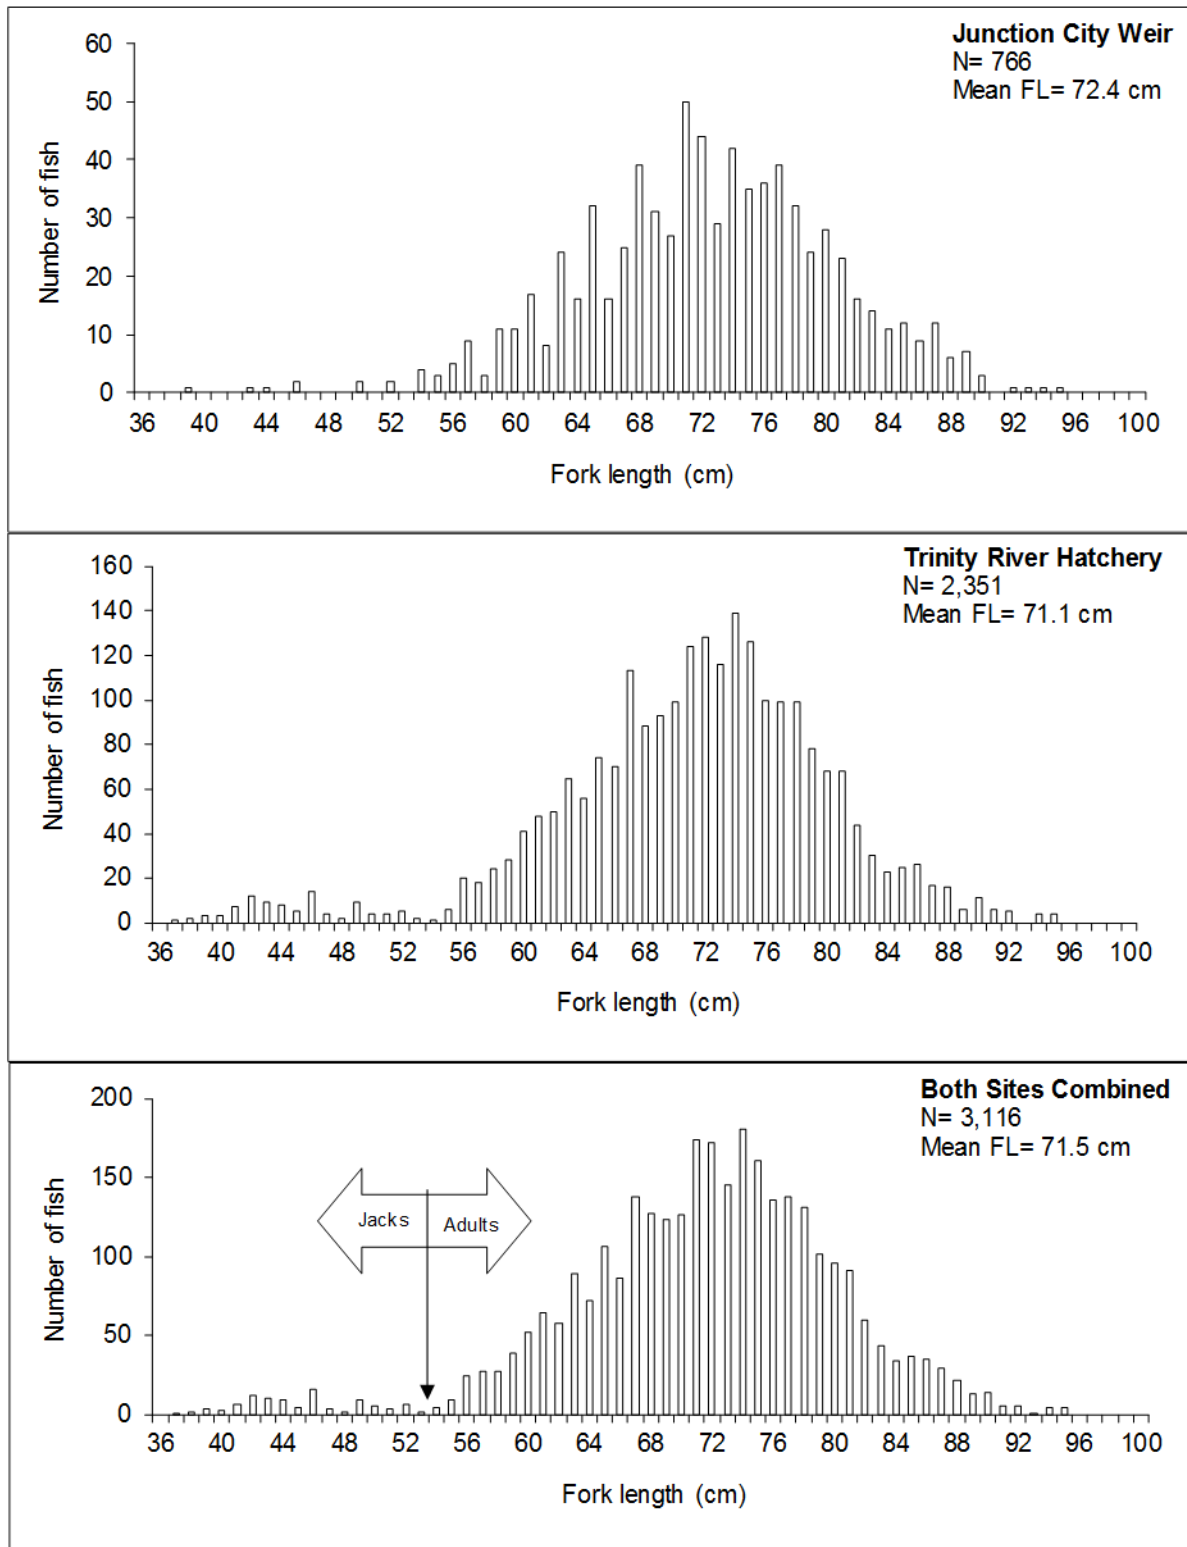 Junction City Weir
N= 766
Mean FL= 72.4 cm
60
50
40
30
20
10
0
Number of fish
36 40 44 48 52 56 60 64 68 72 76 80 84 88 92 96 100
Fork length (cm)
Trinity River Hatchery
N= 2,351
Mean FL= 71.1 cm
160
140
120
100
80
60
40
20
0
Number of fish
36 40 44 48 52 56 60 64 68 72 76 80 84 88 92 96 100
Fork length (cm)
Both Sites Combined
N= 3,116
Mean FL= 71.5 cm
200
150
100
50
0
Number of fish
Jacks Adults
36 40 44 48 52 56 60 64 68 72 76 80 84 88 92 96 100
Fork length (cm)